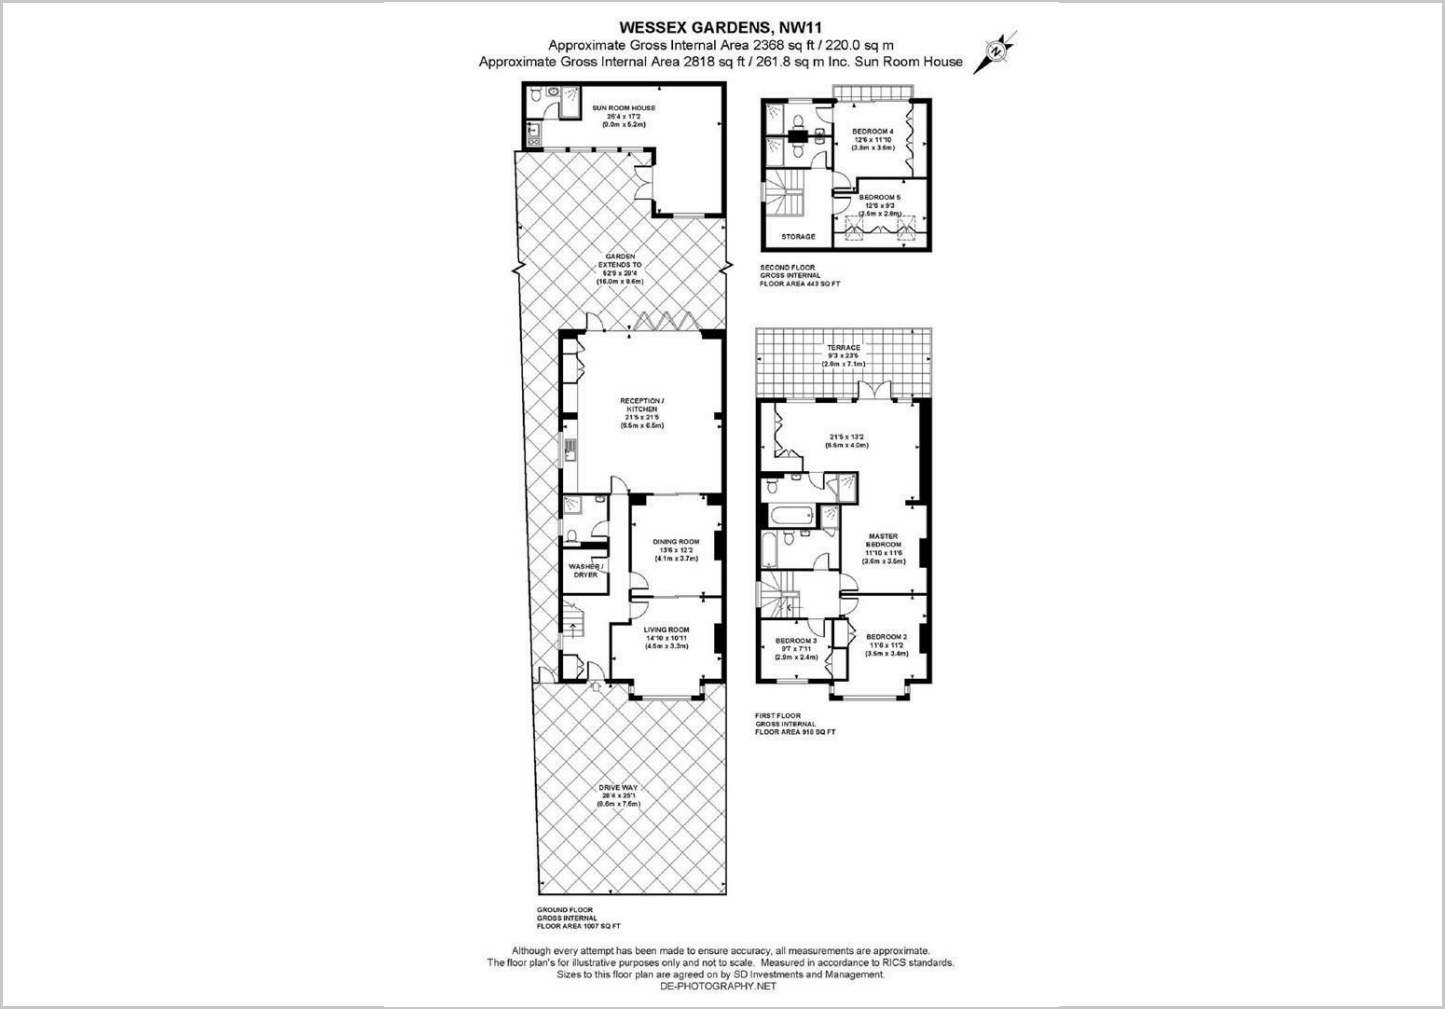 WESSEX GARDENS, NW11
Approximate Gross Internal Area 2368 sq ft / 220.0 sq m
Approximate Gross Internal Area 2818 sq ft / 261.8 sq m Inc. Sun Room House
N
SUN ROOM HOUSE
26'4 x 17'2
(8.0m x 5.2m)
BEDROOM 4
12'6 x 11'10
(3.8m x 3.6m)
BEDROOM 5
12'6 x 9'3
STORAGE
SECOND FLOOR
GROSS INTERNAL
FLOOR AREA 443 SQ FT
GARDEN
EXTENDS TO
52'9 x 28'4
(16.0m x 8.6m)
TERRACE
9'3 x 23'5
(2.8m x 7.1m)
RECEPTION /
KITCHEN
21'5 x 21'5
(6.5m x 6.5m)
21'5 x 13'2
(6.5m x 4.0m)
DINING ROOM
13'6 x 12'2
(4.1m x 3.7m)
MASTER
BEDROOM
11'10 x 11'6
(3.6m x 3.5m)
WASHER /
DRYER
LIVING ROOM
14'10 x 10'11
(4.5m x 3.3m)
BEDROOM 3
9'7 x 7'11
(2.9m x 2.4m)
BEDROOM 2
11'6 x 11'2
(3.5m x 3.4m)
FIRST FLOOR
GROSS INTERNAL
FLOOR AREA 918 SQ FT
DRIVE WAY
28'4 x 25'1
(8.6m x 7.6m)
GROUND FLOOR
GROSS INTERNAL
FLOOR AREA 1007 SQ FT
Although every attempt has been made to ensure accuracy, all measurements are approximate.
The floor plan's for illustrative purposes only and not to scale. Measured in accordance to RICS standards.
Sizes to this floor plan are agreed on by SD Investments and Management.
DE-PHOTOGRAPHY.NET